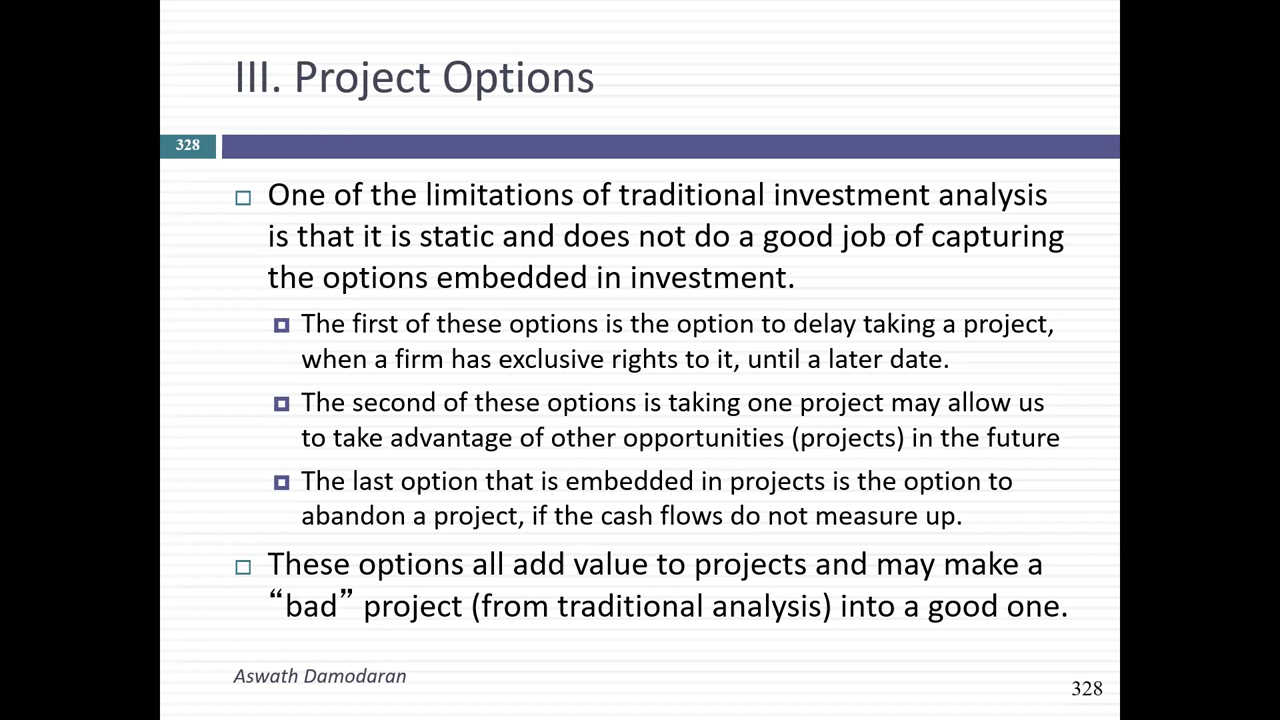 III. Project Options
328
One of the limitations of traditional investment analysis
is that it is static and does not do a good job of capturing
the options embedded in investment.
The first of these options is the option to delay taking a project,
when a firm has exclusive rights to it, until a later date.
The second of these options is taking one project may allow us
to take advantage of other opportunities (projects) in the future
The last option that is embedded in projects is the option to
abandon a project, if the cash flows do not measure up.
These options all add value to projects and may make a
“bad” project (from traditional analysis) into a good one.
Aswath Damodaran
328